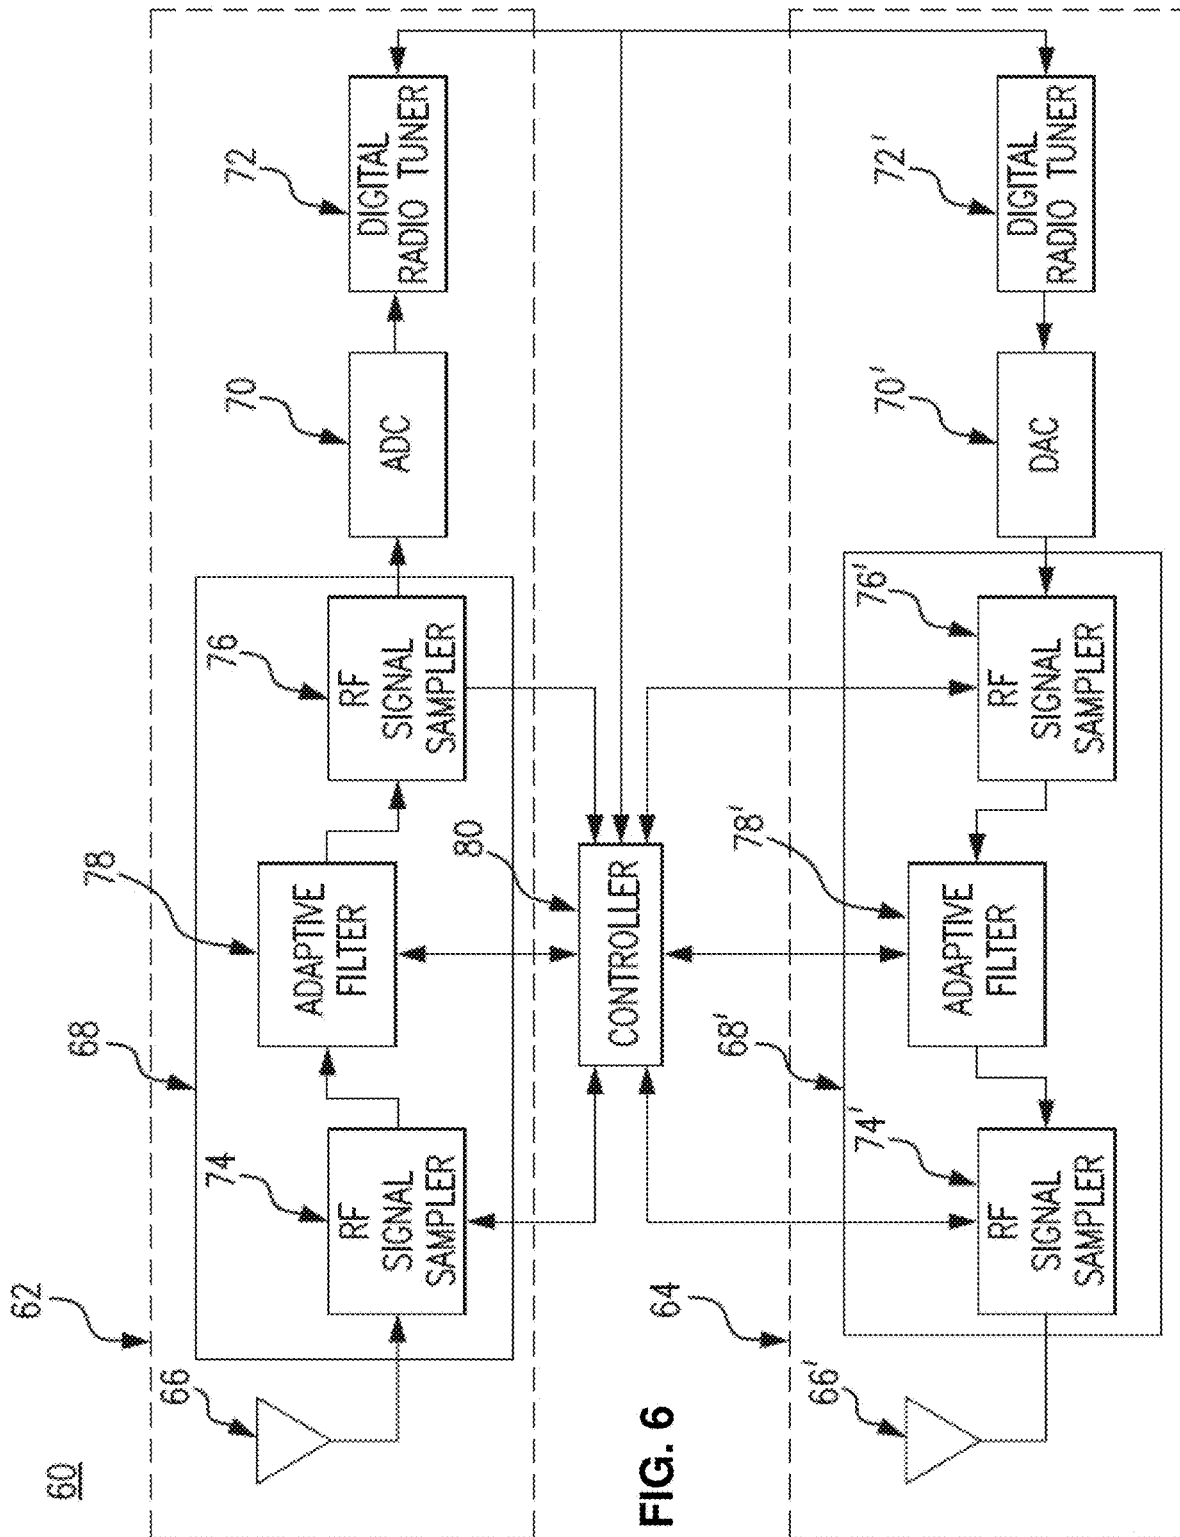 60
62
66
68
74
RF
SIGNAL
SAMPLER
78
ADAPTIVE
FILTER
76
RF
SIGNAL
SAMPLER
70
ADC
72
DIGITAL
RADIO TUNER
80
CONTROLLER
FIG. 6
64
66'
68'
74'
RF
SIGNAL
SAMPLER
78'
ADAPTIVE
FILTER
76'
RF
SIGNAL
SAMPLER
70'
DAC
72'
DIGITAL
RADIO TUNER